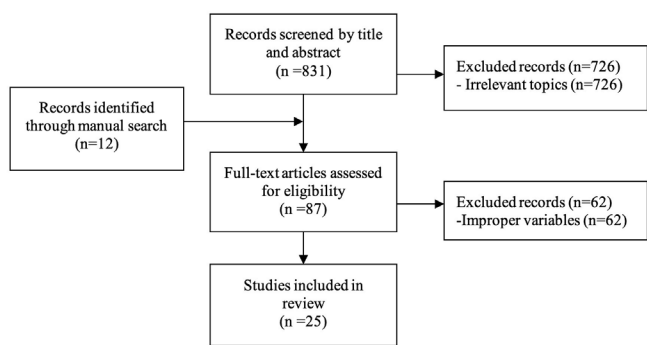 Records screened by title
and abstract
(n =831)
Excluded records (n=726)
- Irrelevant topics (n=726)
Records identified
through manual search
(n=12)
Full-text articles assessed
for eligibility
(n =87)
Excluded records (n=62)
-Improper variables (n=62)
Studies included in
review
(n =25)